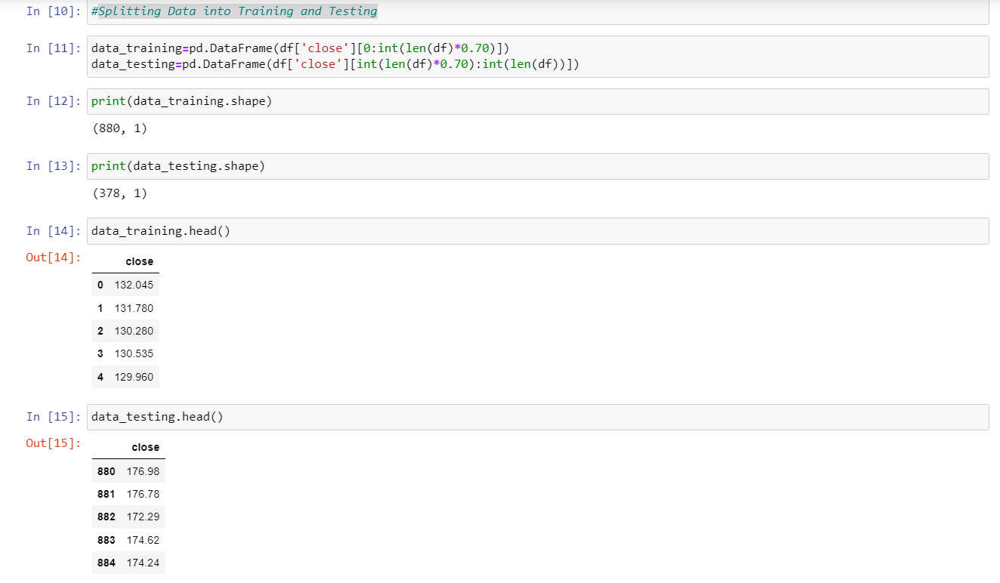 In [10]: #Splitting Data into Training and Testing
In [11]: data_training=pd.DataFrame(df['close'][0:int(len(df)*0.70)])
data_testing=pd.DataFrame(df['close'][int(len(df)*0.70):int(len(df))])
In [12]: print(data_training.shape)
(880, 1)
In [13]: print(data_testing.shape)
(378, 1)
In [14]: data_training.head()
Out[14]:
close
0 132.045
1 131.780
2 130.280
3 130.535
4 129.960
In [15]: data_testing.head()
Out[15]:
close
880 176.98
881 176.78
882 172.29
883 174.62
884 174.24